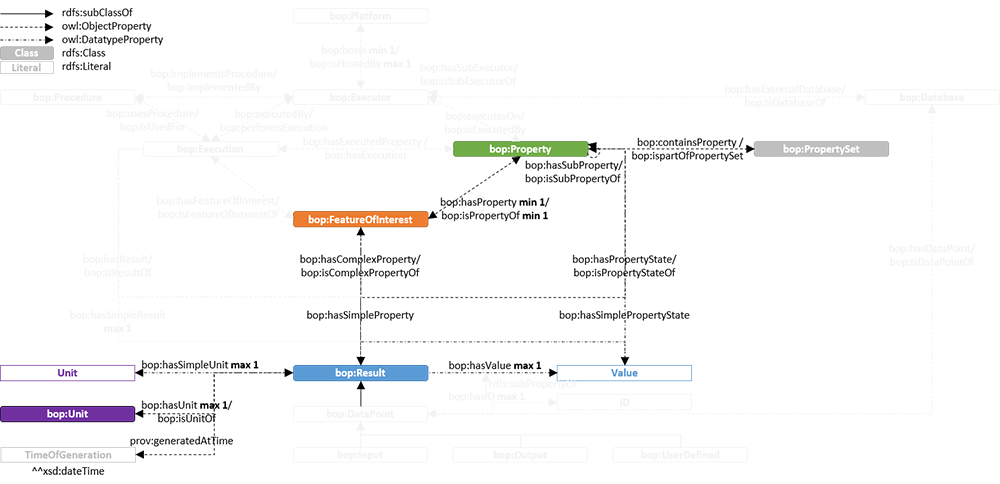 rdfs:subClassOf
owl:ObjectProperty
owl:DatatypeProperty
Class
rdfs:Class
Literal
rdfs:Literal
bop:Platform
bop:hosts min 1/
bop:isHostedBy max 1
bop:implementsProcedure/
bop:implementedBy
bop:hasSubExecutor/
bop:isSubExecutorOf
bop:hasExternalDatabase/
bop:isDatabaseOf
bop:Procedure
bop:Executor
bop:Database
bop:usesProcedure/
bop:isUsedFor
bop:executedBy/
bop:performsExecution
bop:executesOn/
bop:isExecutedBy
bop:hasExecutedProperty /
bop:hasExecution
bop:Execution
bop:Property
bop:containsProperty /
bop:ispartOfPropertySet
bop:PropertySet
bop:hasSubProperty/
bop:isSubPropertyOf
bop:hasFeatureOfInterest/
bop:isFeatureOfInterestOf
bop:hasProperty min 1/
bop:isPropertyOf min 1
bop:FeatureOfInterest
bop:hasResult/
bop:isResultOf
bop:hasComplexProperty/
bop:isComplexPropertyOf
bop:hasPropertyState/
bop:isPropertyStateOf
bop:hasDataPoint/
bop:isDataPointOf
bop:hasSimpleResult
max 1
bop:hasSimpleProperty
bop:hasSimplePropertyState
Unit
bop:hasSimpleUnit max 1
bop:Result
bop:hasValue max 1
Value
rdfs:subPropertyOf
bop:hasID max 1
ID
bop:Unit
bop:hasUnit max 1/
bop:isUnitOf
bop:DataPoint
prov:generatedAtTime
TimeOfGeneration
^^xsd:dateTime
bop:Input
bop:Output
bop:UserDefined